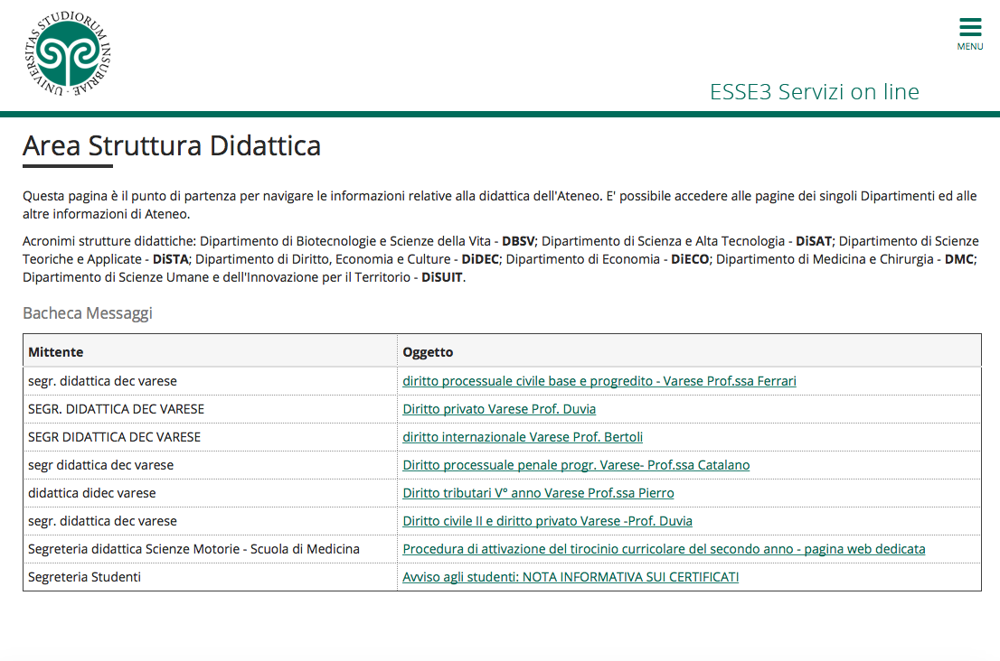 UNIVERSITAS STUDIORUM INSUBRIAE
MENU
ESSE3 Servizi on line
Area Struttura Didattica
Questa pagina è il punto di partenza per navigare le informazioni relative alla didattica dell'Ateneo. E' possibile accedere alle pagine dei singoli Dipartimenti ed alle
altre informazioni di Ateneo.
Acronimi strutture didattiche: Dipartimento di Biotecnologie e Scienze della Vita - DBSV; Dipartimento di Scienza e Alta Tecnologia - DiSAT; Dipartimento di Scienze
Teoriche e Applicate - DiSTA; Dipartimento di Diritto, Economia e Culture - DiDEC; Dipartimento di Economia - DiECO; Dipartimento di Medicina e Chirurgia - DMC;
Dipartimento di Scienze Umane e dell'Innovazione per il Territorio - DiSUIT.
Bacheca Messaggi
Mittente Oggetto
segr. didattica dec varese diritto processuale civile base e progredito - Varese Prof.ssa Ferrari
SEGR. DIDATTICA DEC VARESE Diritto privato Varese Prof. Duvia
SEGR DIDATTICA DEC VARESE diritto internazionale Varese Prof. Bertoli
segr didattica dec varese Diritto processuale penale progr. Varese- Prof.ssa Catalano
didattica didec varese Diritto tributari V° anno Varese Prof.ssa Pierro
segr. didattica dec varese Diritto civile II e diritto privato Varese -Prof. Duvia
Segreteria didattica Scienze Motorie - Scuola di Medicina Procedura di attivazione del tirocinio curricolare del secondo anno - pagina web dedicata
Segreteria Studenti Avviso agli studenti: NOTA INFORMATIVA SUI CERTIFICATI